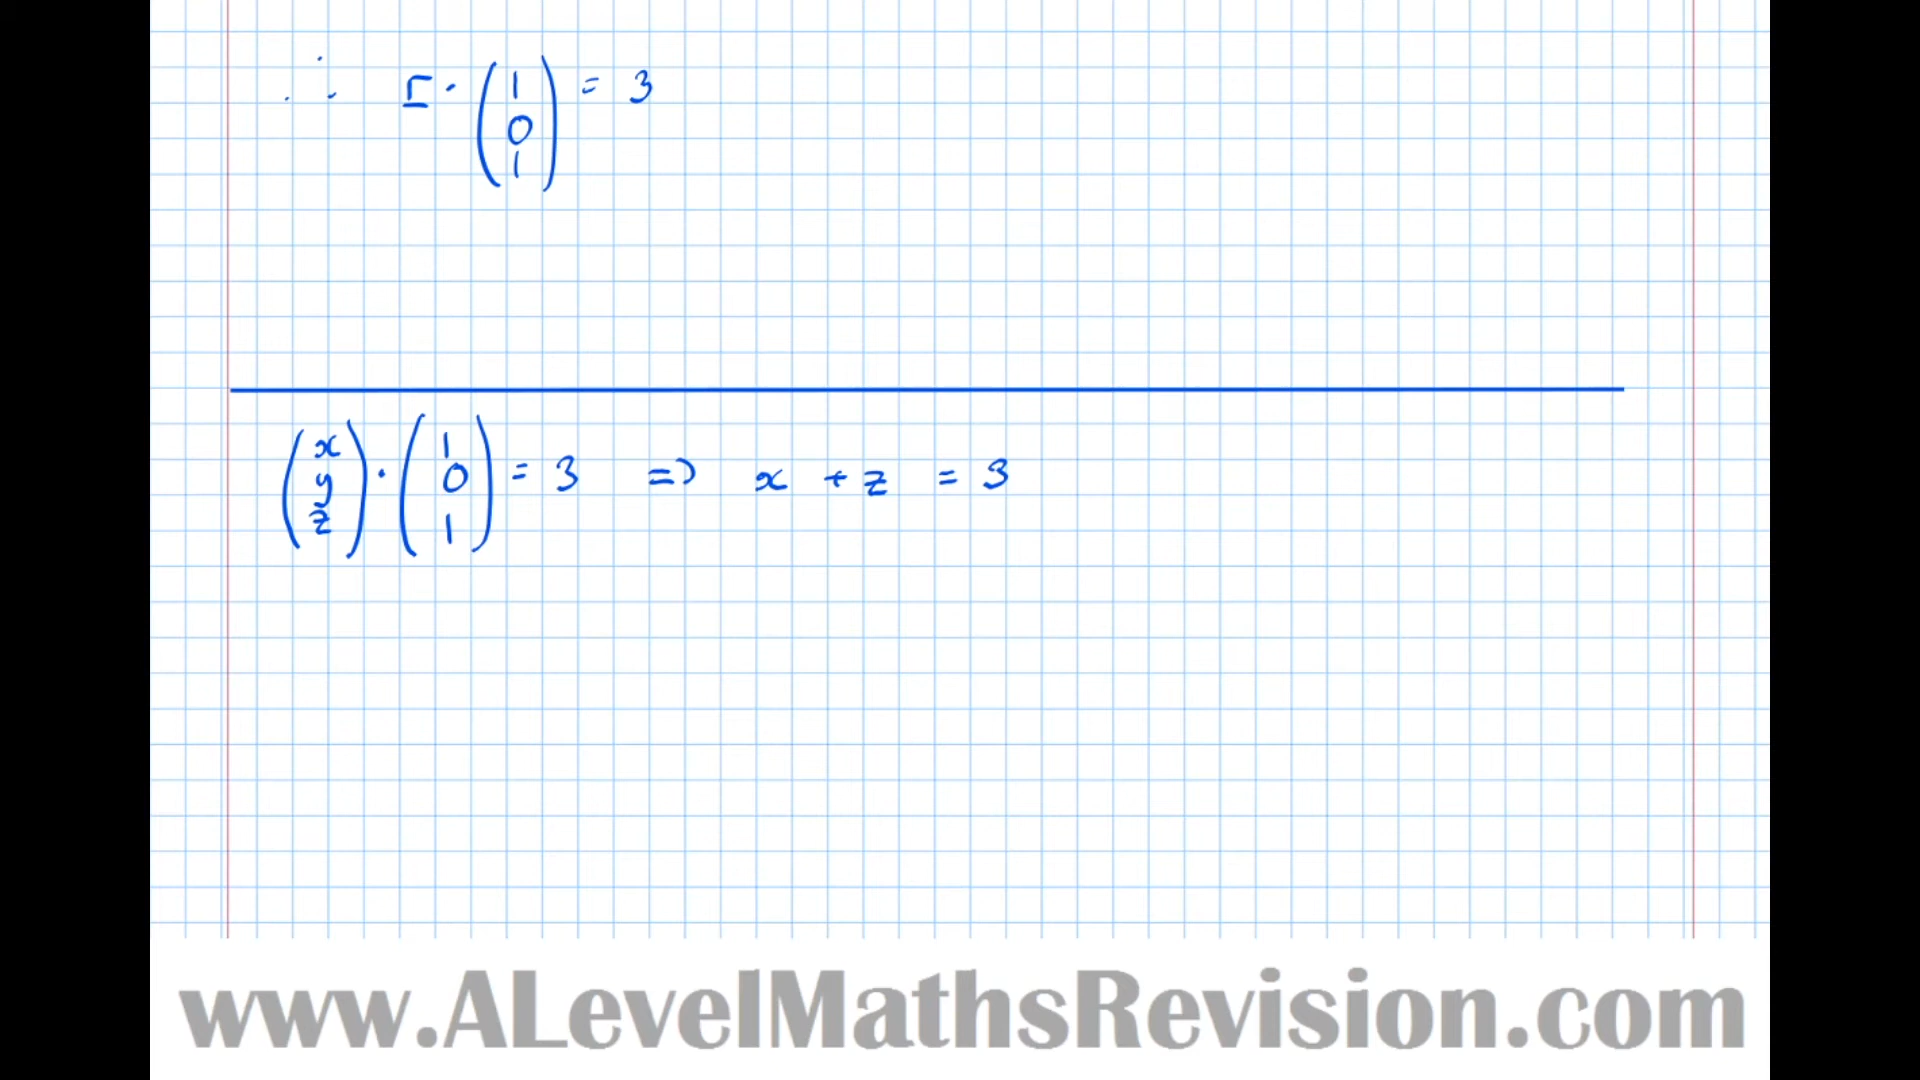 ∴ r · (1 0 1) = 3
(x y z) · (1 0 1) = 3 => x + z = 3
www.ALevelMathsRevision.com